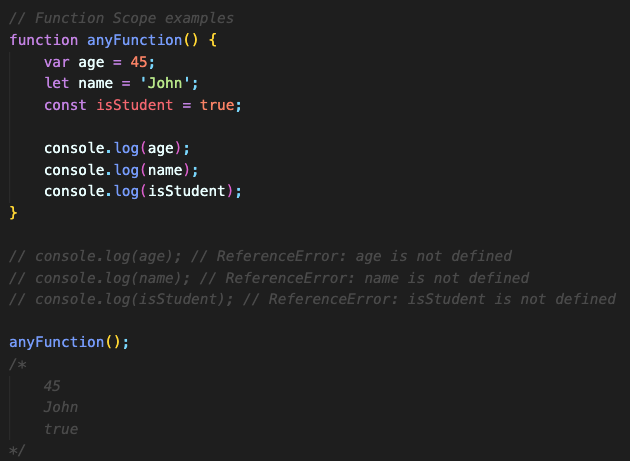 // Function Scope examples
function anyFunction() {
    var age = 45;
    let name = 'John';
    const isStudent = true;

    console.log(age);
    console.log(name);
    console.log(isStudent);
}

// console.log(age); // ReferenceError: age is not defined
// console.log(name); // ReferenceError: name is not defined
// console.log(isStudent); // ReferenceError: isStudent is not defined

anyFunction();
/*
    45
    John
    true
*/